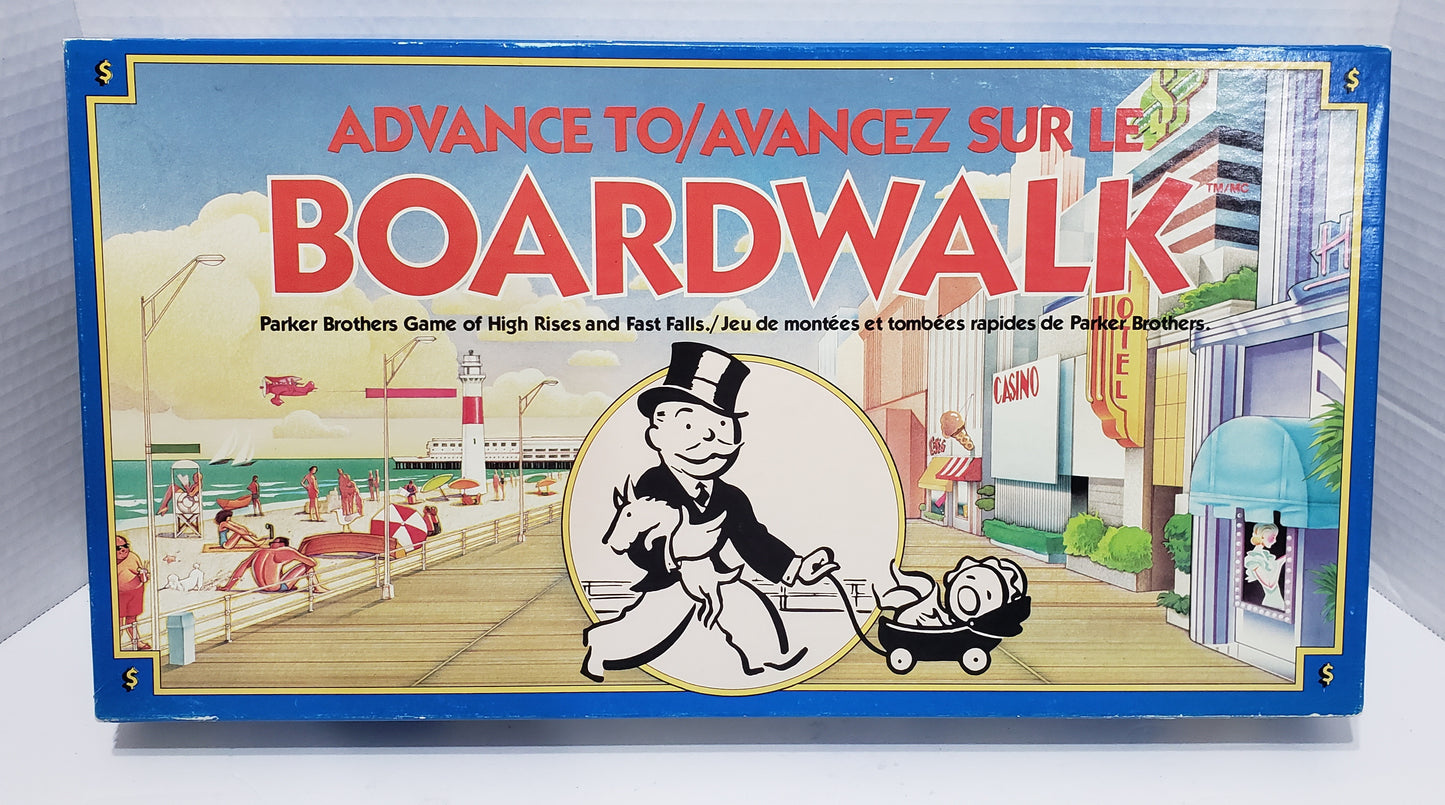 ADVANCE TO/AVANCEZ SUR LE
BOARDWALK TM/MC
Parker Brothers Game of High Rises and Fast Falls./Jeu de montées et tombées rapides de Parker Brothers.
CASINO
HOTEL
H
$
$
$
$